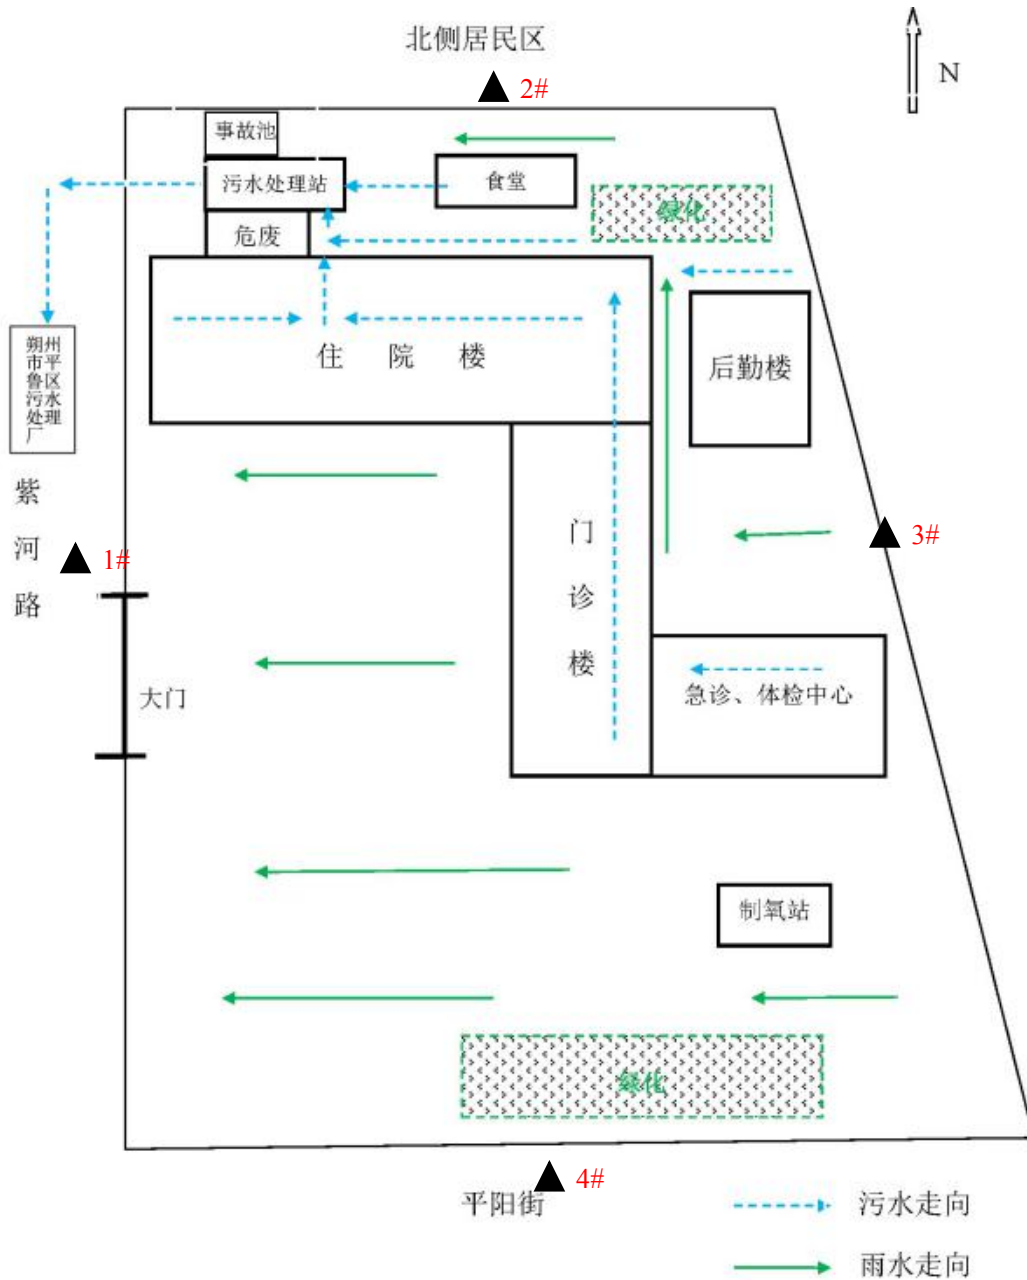 北侧居民区
N
2#
事故池
污水处理站
食堂
绿化
危废
住院楼
后勤楼
朔州
市平
鲁区
污水
处理
厂
紫河路
1#
门诊楼
3#
大门
急诊、体检中心
制氧站
绿化
4#
平阳街
污水走向
雨水走向